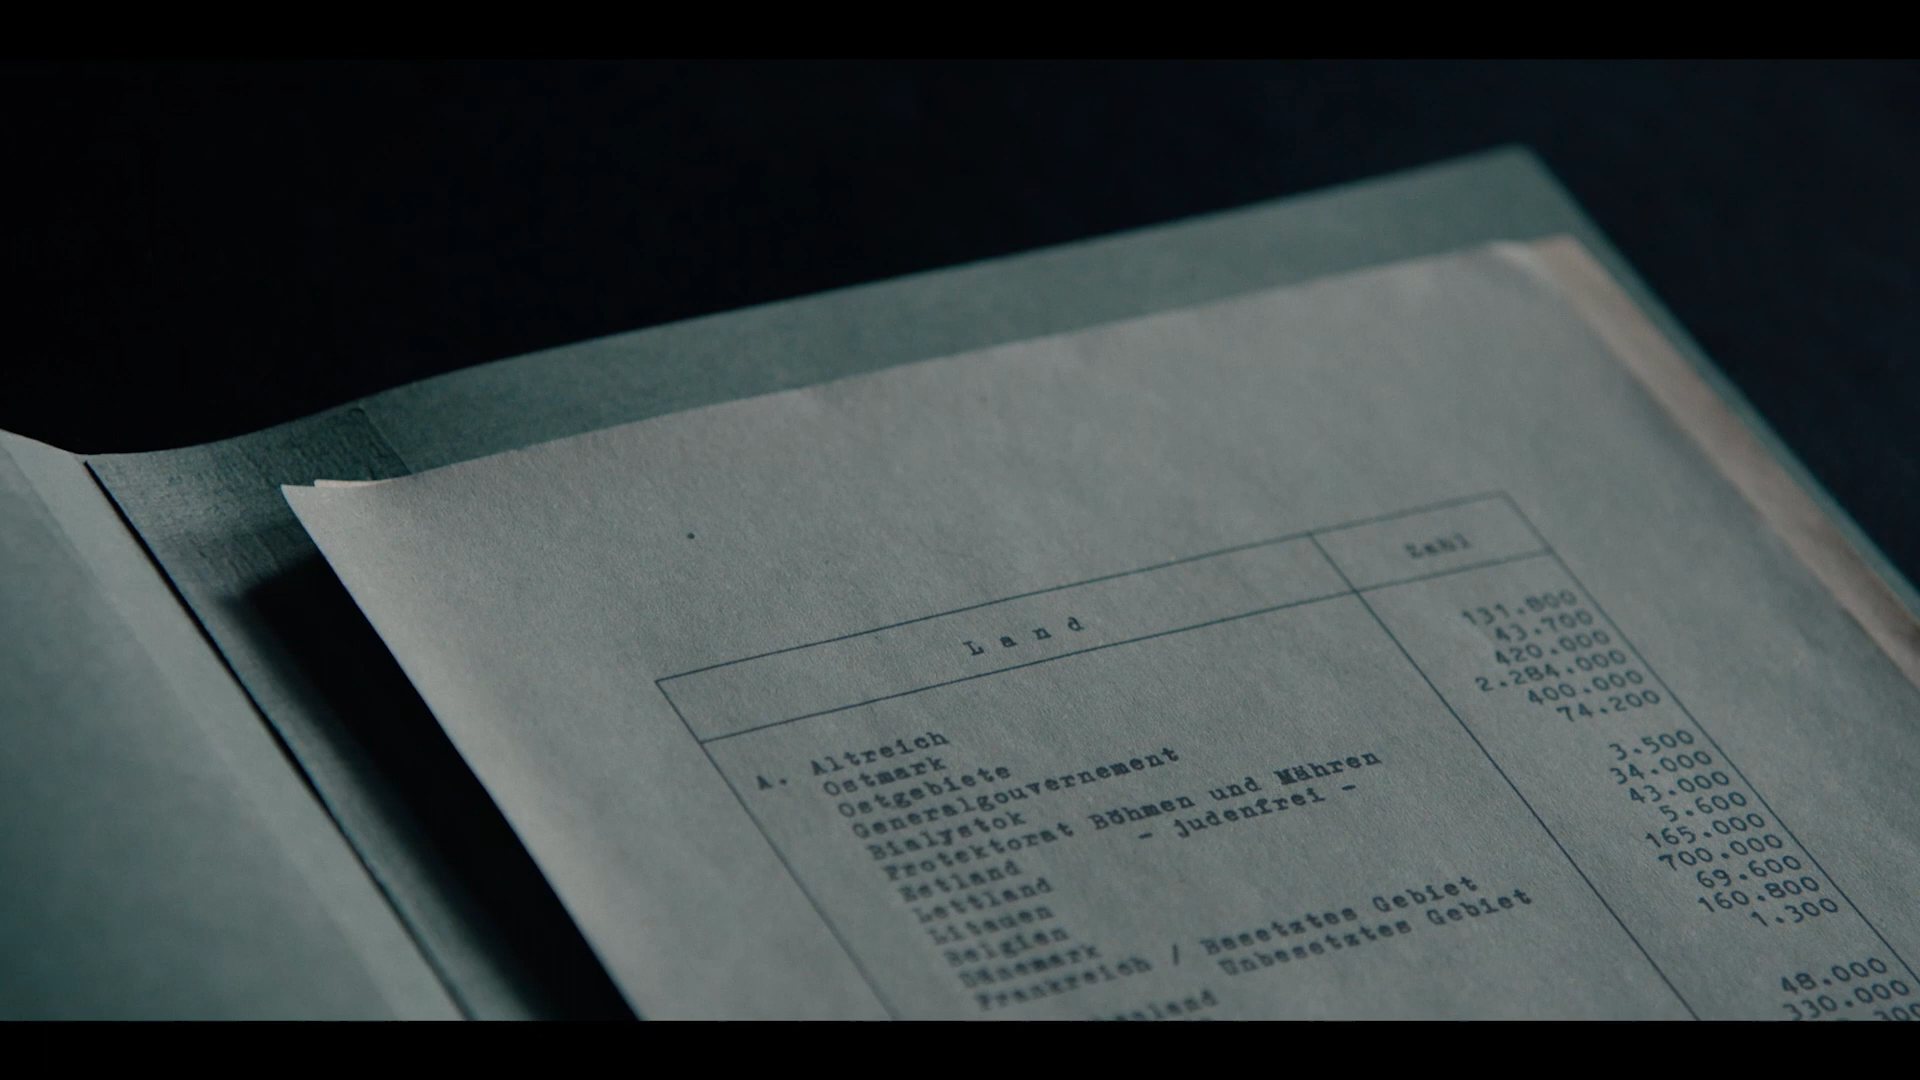 Land Zahl
A. Altreich 131.800
Ostmark 43.700
Ostgebiete 420.000
Generalgouvernement 2.284.000
Bialystok 400.000
Protektorat Böhmen und Mähren 74.200
Estland - judenfrei -
Lettland 3.500
Litauen 34.000
Belgien 43.000
Dänemark 5.600
Frankreich / Besetztes Gebiet 165.000
Unbesetztes Gebiet 700.000
69.600
160.800
1.300
48.000
330.000